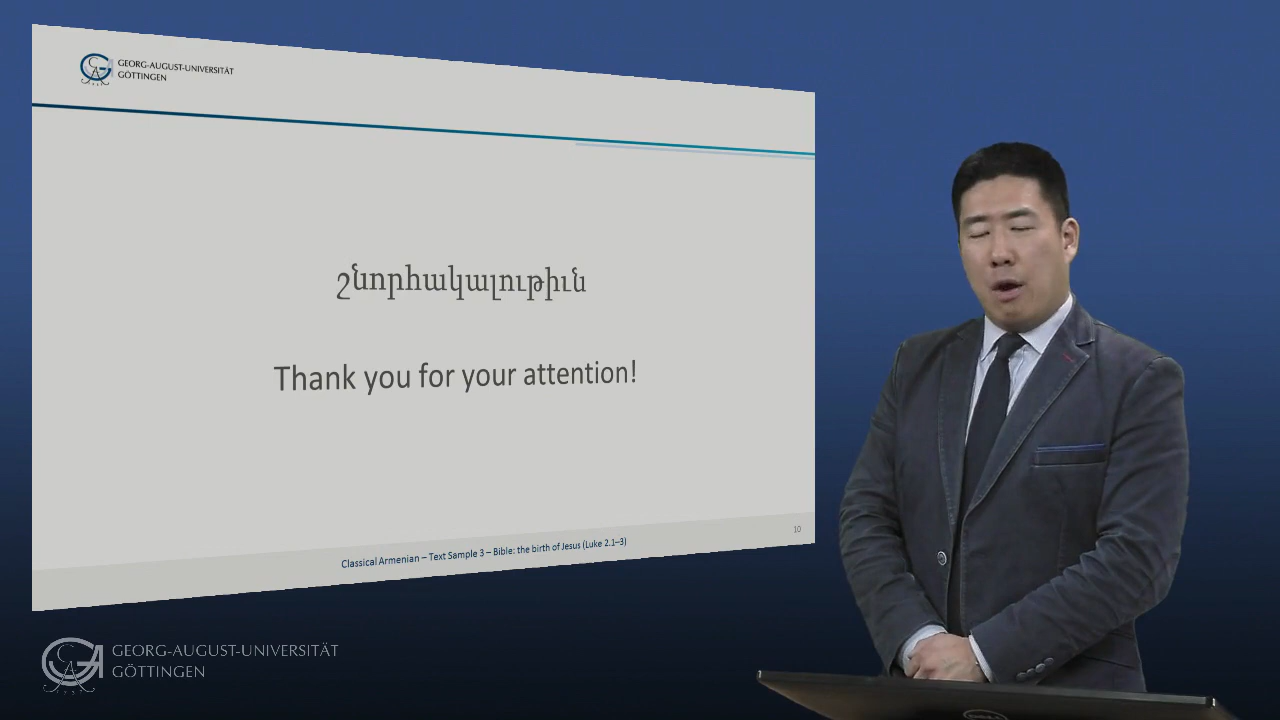 GEORG-AUGUST-UNIVERSITÄT
GÖTTINGEN
շնորհակալութիւն
Thank you for your attention!
10
Classical Armenian – Text Sample 3 – Bible: the birth of Jesus (Luke 2.1–3)
GEORG-AUGUST-UNIVERSITÄT
GÖTTINGEN